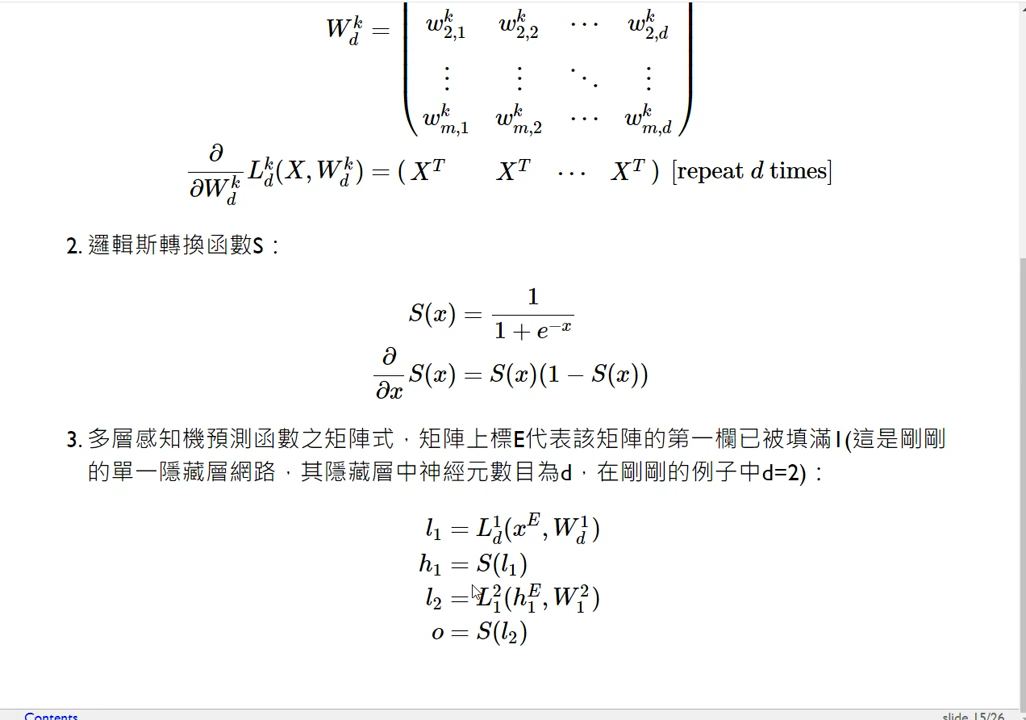 W_d^k = ( w_{2,1}^k w_{2,2}^k ⋯ w_{2,d}^k
⋮ ⋮ ⋱ ⋮
w_{m,1}^k w_{m,2}^k ⋯ w_{m,d}^k )
∂/∂W_d^k L_d^k(X, W_d^k) = ( X^T X^T ⋯ X^T ) [repeat d times]
2. 邏輯斯轉換函數S：
S(x) = 1/(1 + e^{-x})
∂/∂x S(x) = S(x)(1 − S(x))
3. 多層感知機預測函數之矩陣式，矩陣上標E代表該矩陣的第一欄已被填滿1(這是剛剛
的單一隱藏層網路，其隱藏層中神經元數目為d，在剛剛的例子中d=2)：
l_1 = L_d^1(x^E, W_d^1)
h_1 = S(l_1)
l_2 = L_1^2(h_1^E, W_1^2)
o = S(l_2)
Contents slide 15/26